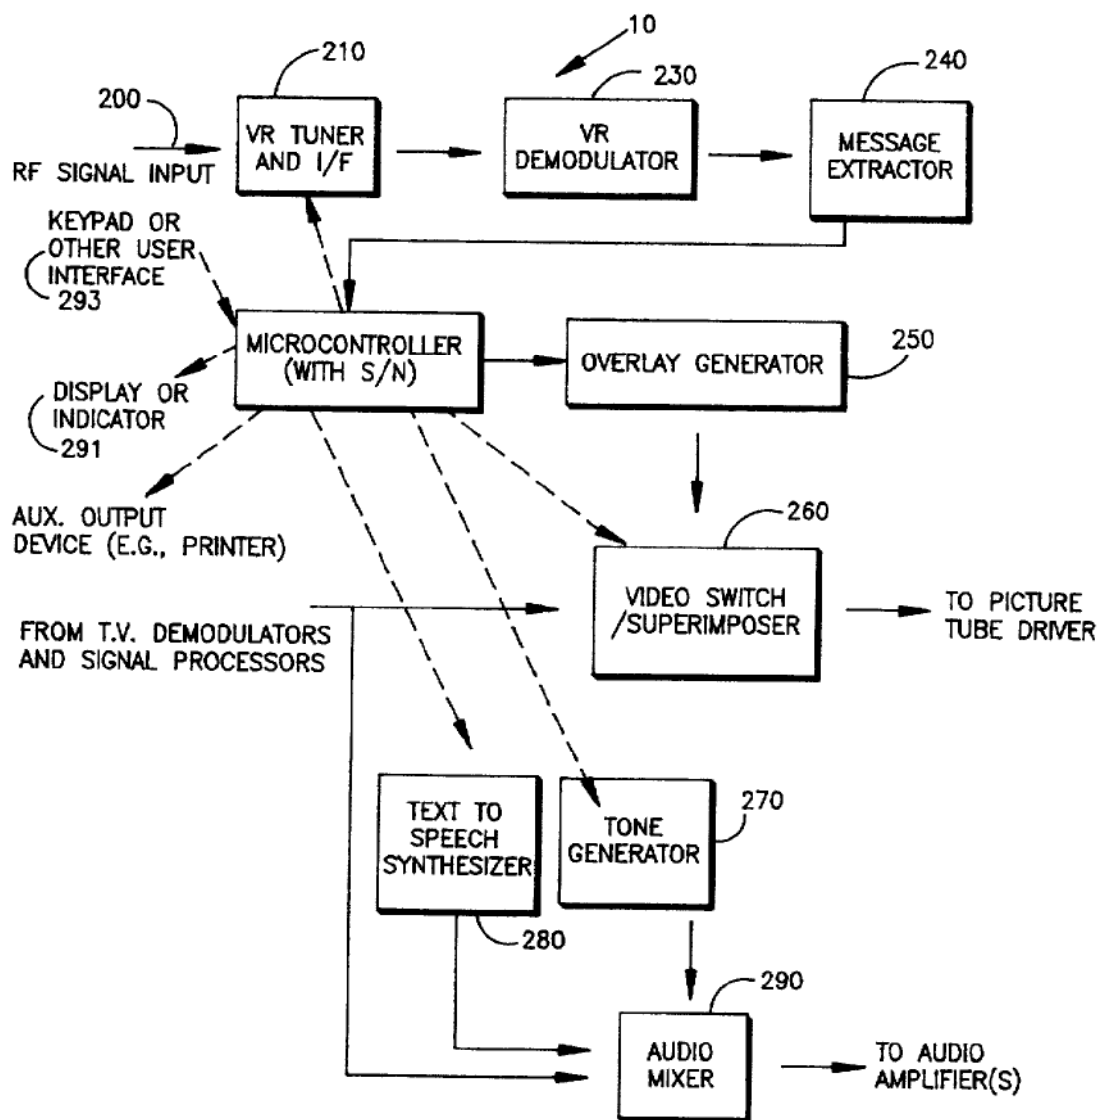 10
210
230
240
200
VR TUNER
AND I/F
VR
DEMODULATOR
MESSAGE
EXTRACTOR
RF SIGNAL INPUT
KEYPAD OR
OTHER USER
INTERFACE
293
MICROCONTROLLER
(WITH S/N)
OVERLAY GENERATOR
250
DISPLAY OR
INDICATOR
291
AUX. OUTPUT
DEVICE (E.G., PRINTER)
260
VIDEO SWITCH
/SUPERIMPOSER
TO PICTURE
TUBE DRIVER
FROM T.V. DEMODULATORS
AND SIGNAL PROCESSORS
TEXT TO
SPEECH
SYNTHESIZER
280
TONE
GENERATOR
270
290
AUDIO
MIXER
TO AUDIO
AMPLIFIER(S)